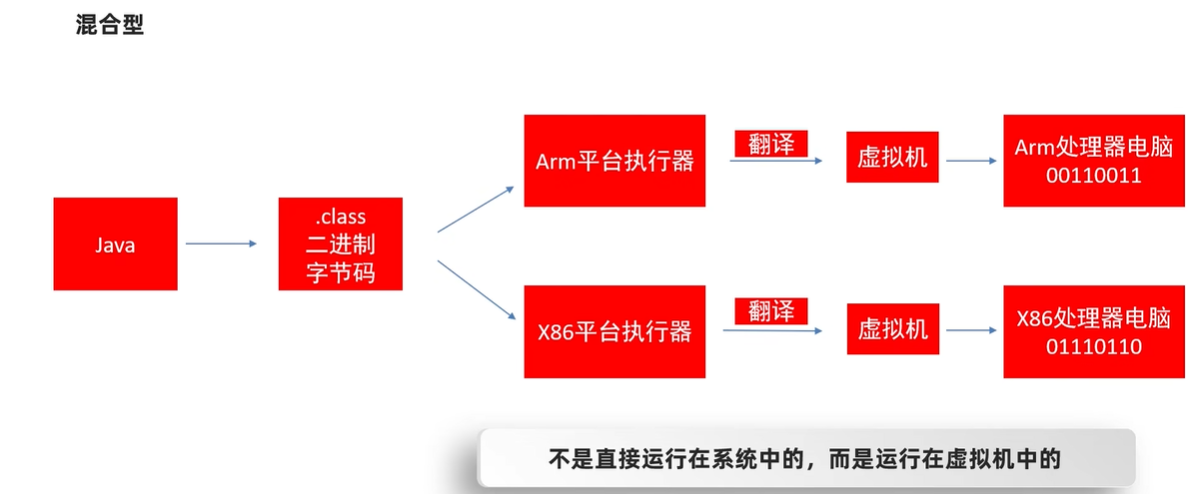 混合型
Java
.class
二进制
字节码
Arm平台执行器
翻译
虚拟机
Arm处理器电脑
00110011
X86平台执行器
翻译
虚拟机
X86处理器电脑
01110110
不是直接运行在系统中的，而是运行在虚拟机中的